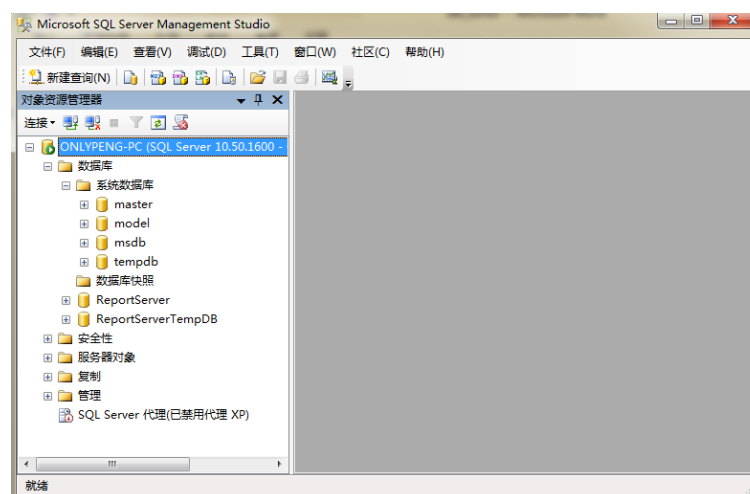 Microsoft SQL Server Management Studio
文件(F) 编辑(E) 查看(V) 调试(D) 工具(T) 窗口(W) 社区(C) 帮助(H)
新建查询(N)
对象资源管理器
连接
ONLYPENG-PC (SQL Server 10.50.1600 -
数据库
系统数据库
master
model
msdb
tempdb
数据库快照
ReportServer
ReportServerTempDB
安全性
服务器对象
复制
管理
SQL Server 代理(已禁用代理 XP)
就绪